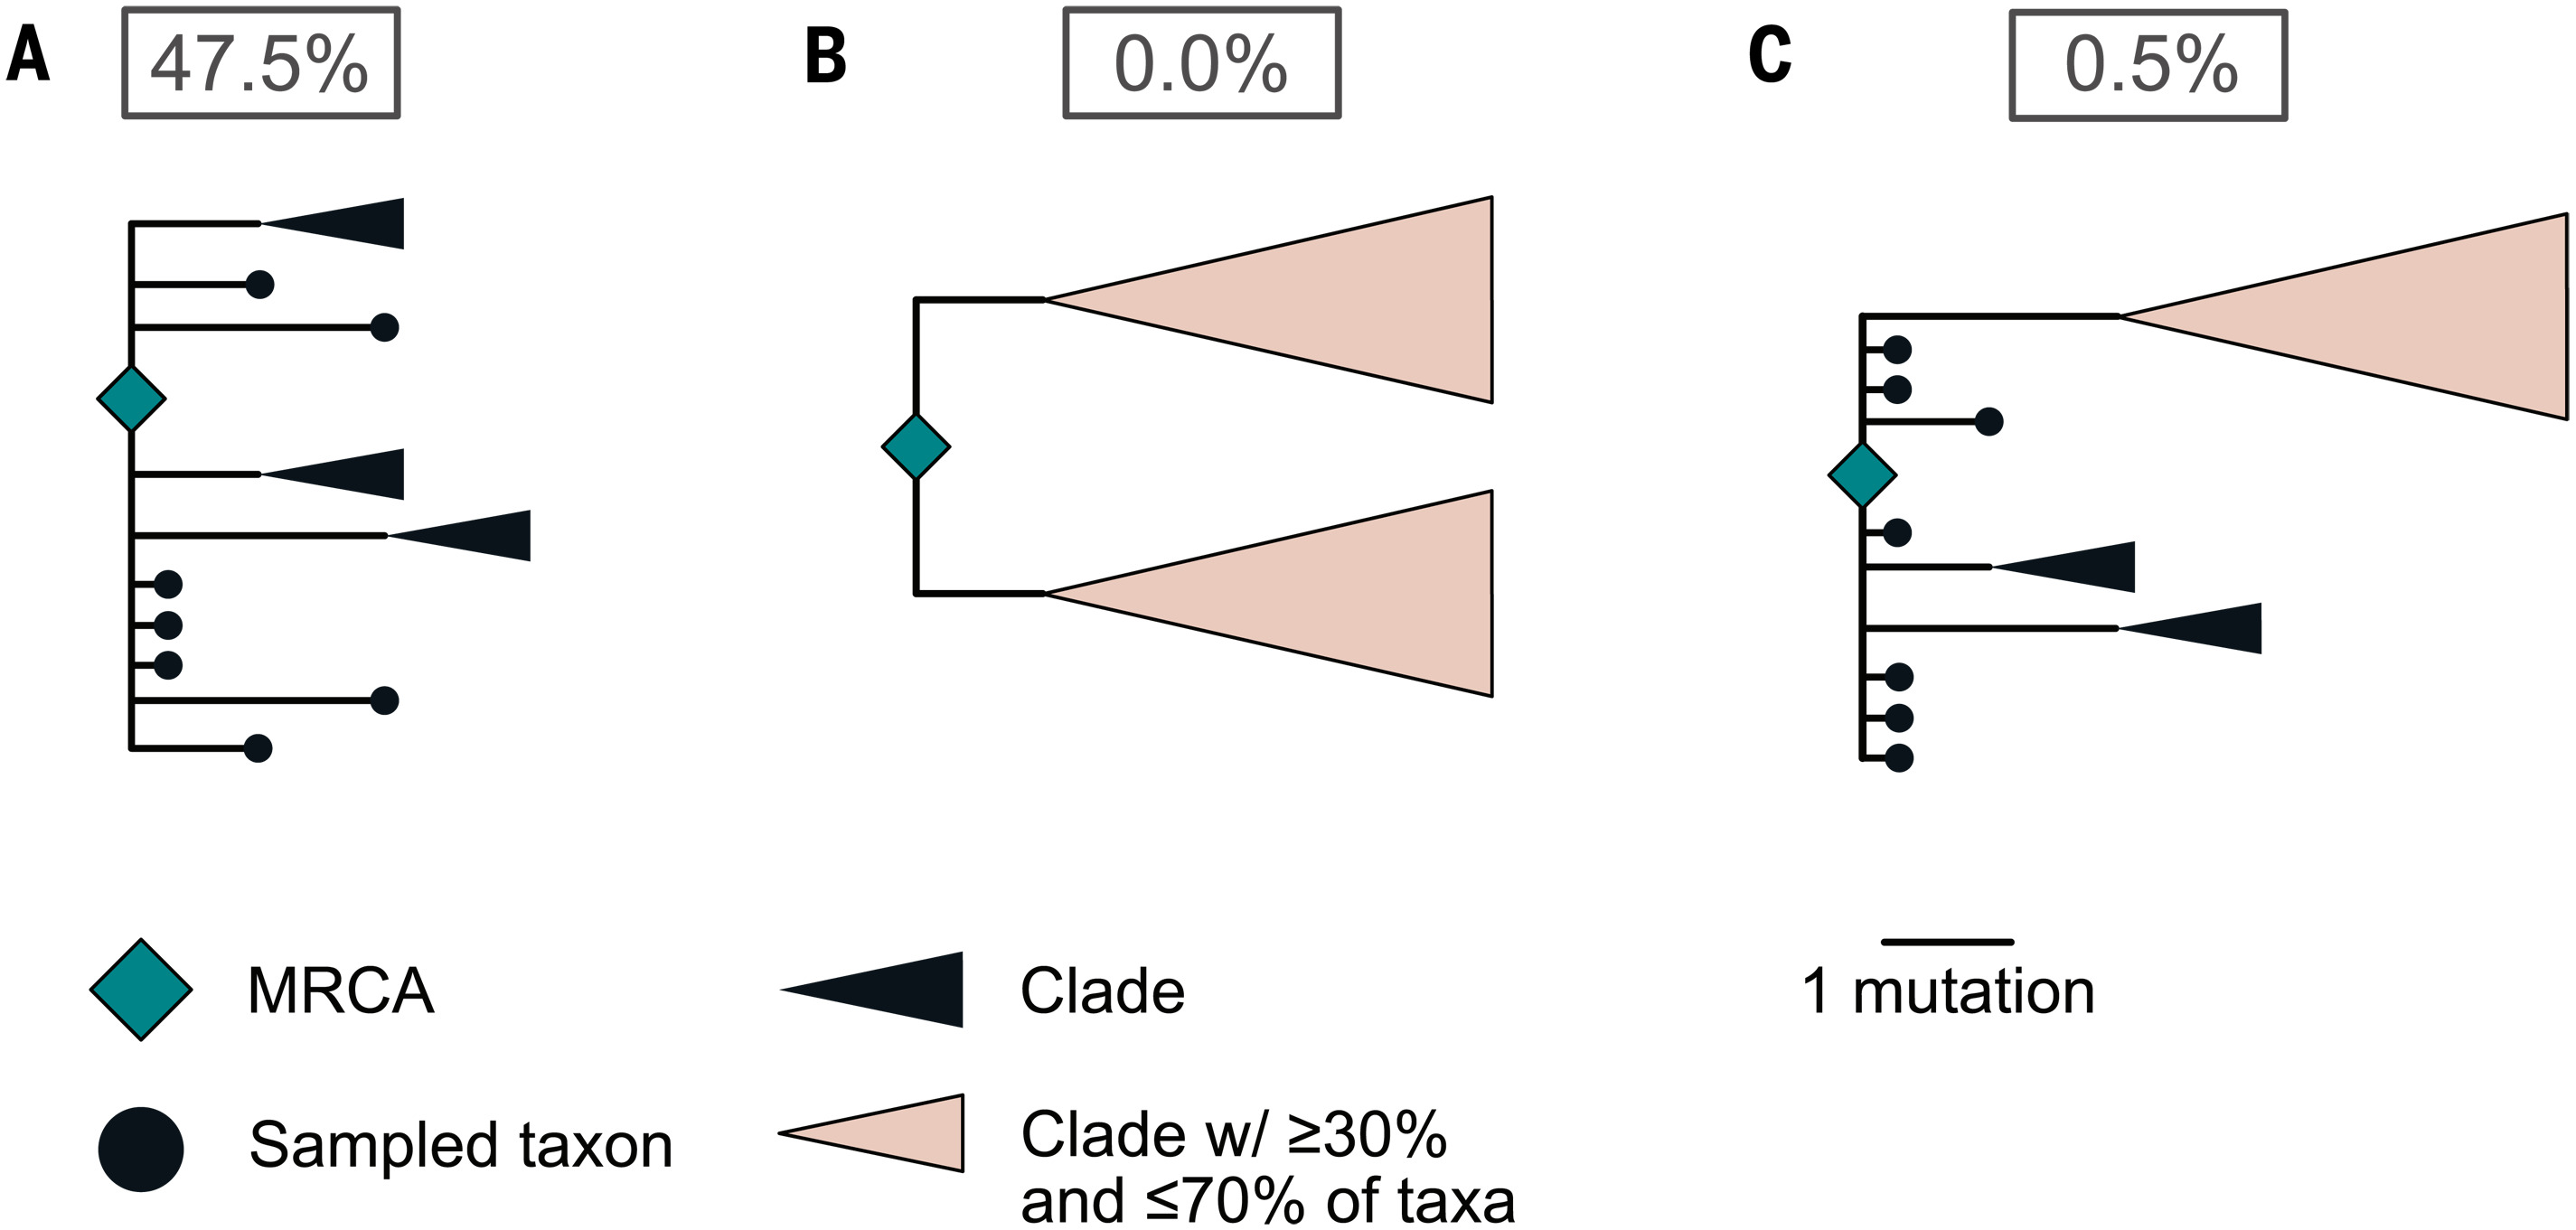 A 47.5% B 0.0% C 0.5%
MRCA
Clade
1 mutation
Sampled taxon
Clade w/ ≥30%
and ≤70% of taxa